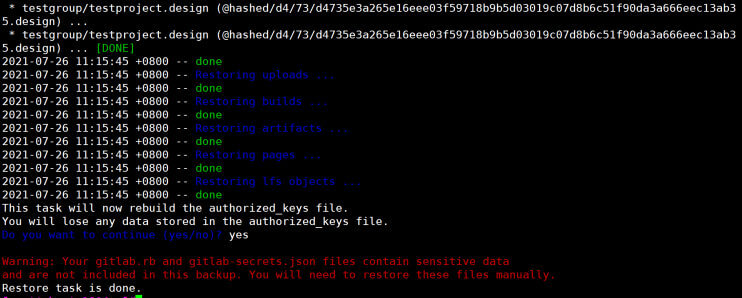 * testgroup/testproject.design (@hashed/d4/73/d4735e3a265e16eee03f59718b9b5d03019c07d8b6c51f90da3a666eec13ab3
5.design) ...
* testgroup/testproject.design (@hashed/d4/73/d4735e3a265e16eee03f59718b9b5d03019c07d8b6c51f90da3a666eec13ab3
5.design) ... [DONE]
2021-07-26 11:15:45 +0800 -- done
2021-07-26 11:15:45 +0800 -- Restoring uploads ...
2021-07-26 11:15:45 +0800 -- done
2021-07-26 11:15:45 +0800 -- Restoring builds ...
2021-07-26 11:15:45 +0800 -- done
2021-07-26 11:15:45 +0800 -- Restoring artifacts ...
2021-07-26 11:15:45 +0800 -- done
2021-07-26 11:15:45 +0800 -- Restoring pages ...
2021-07-26 11:15:45 +0800 -- done
2021-07-26 11:15:45 +0800 -- Restoring lfs objects ...
2021-07-26 11:15:45 +0800 -- done
This task will now rebuild the authorized_keys file.
You will lose any data stored in the authorized_keys file.
Do you want to continue (yes/no)? yes
Warning: Your gitlab.rb and gitlab-secrets.json files contain sensitive data
and are not included in this backup. You will need to restore these files manually.
Restore task is done.